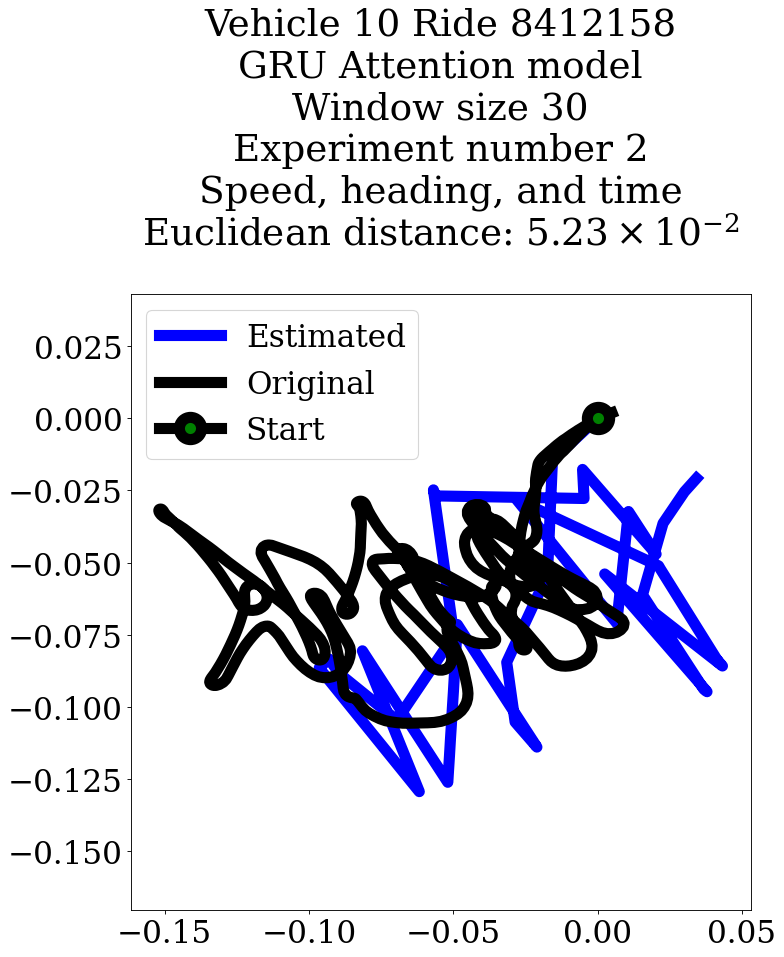 Vehicle 10 Ride 8412158
GRU Attention model
Window size 30
Experiment number 2
Speed, heading, and time
Euclidean distance: 5.23 × 10⁻²
Estimated
Original
Start
0.025
0.000
−0.025
−0.050
−0.075
−0.100
−0.125
−0.150
−0.15
−0.10
−0.05
0.00
0.05